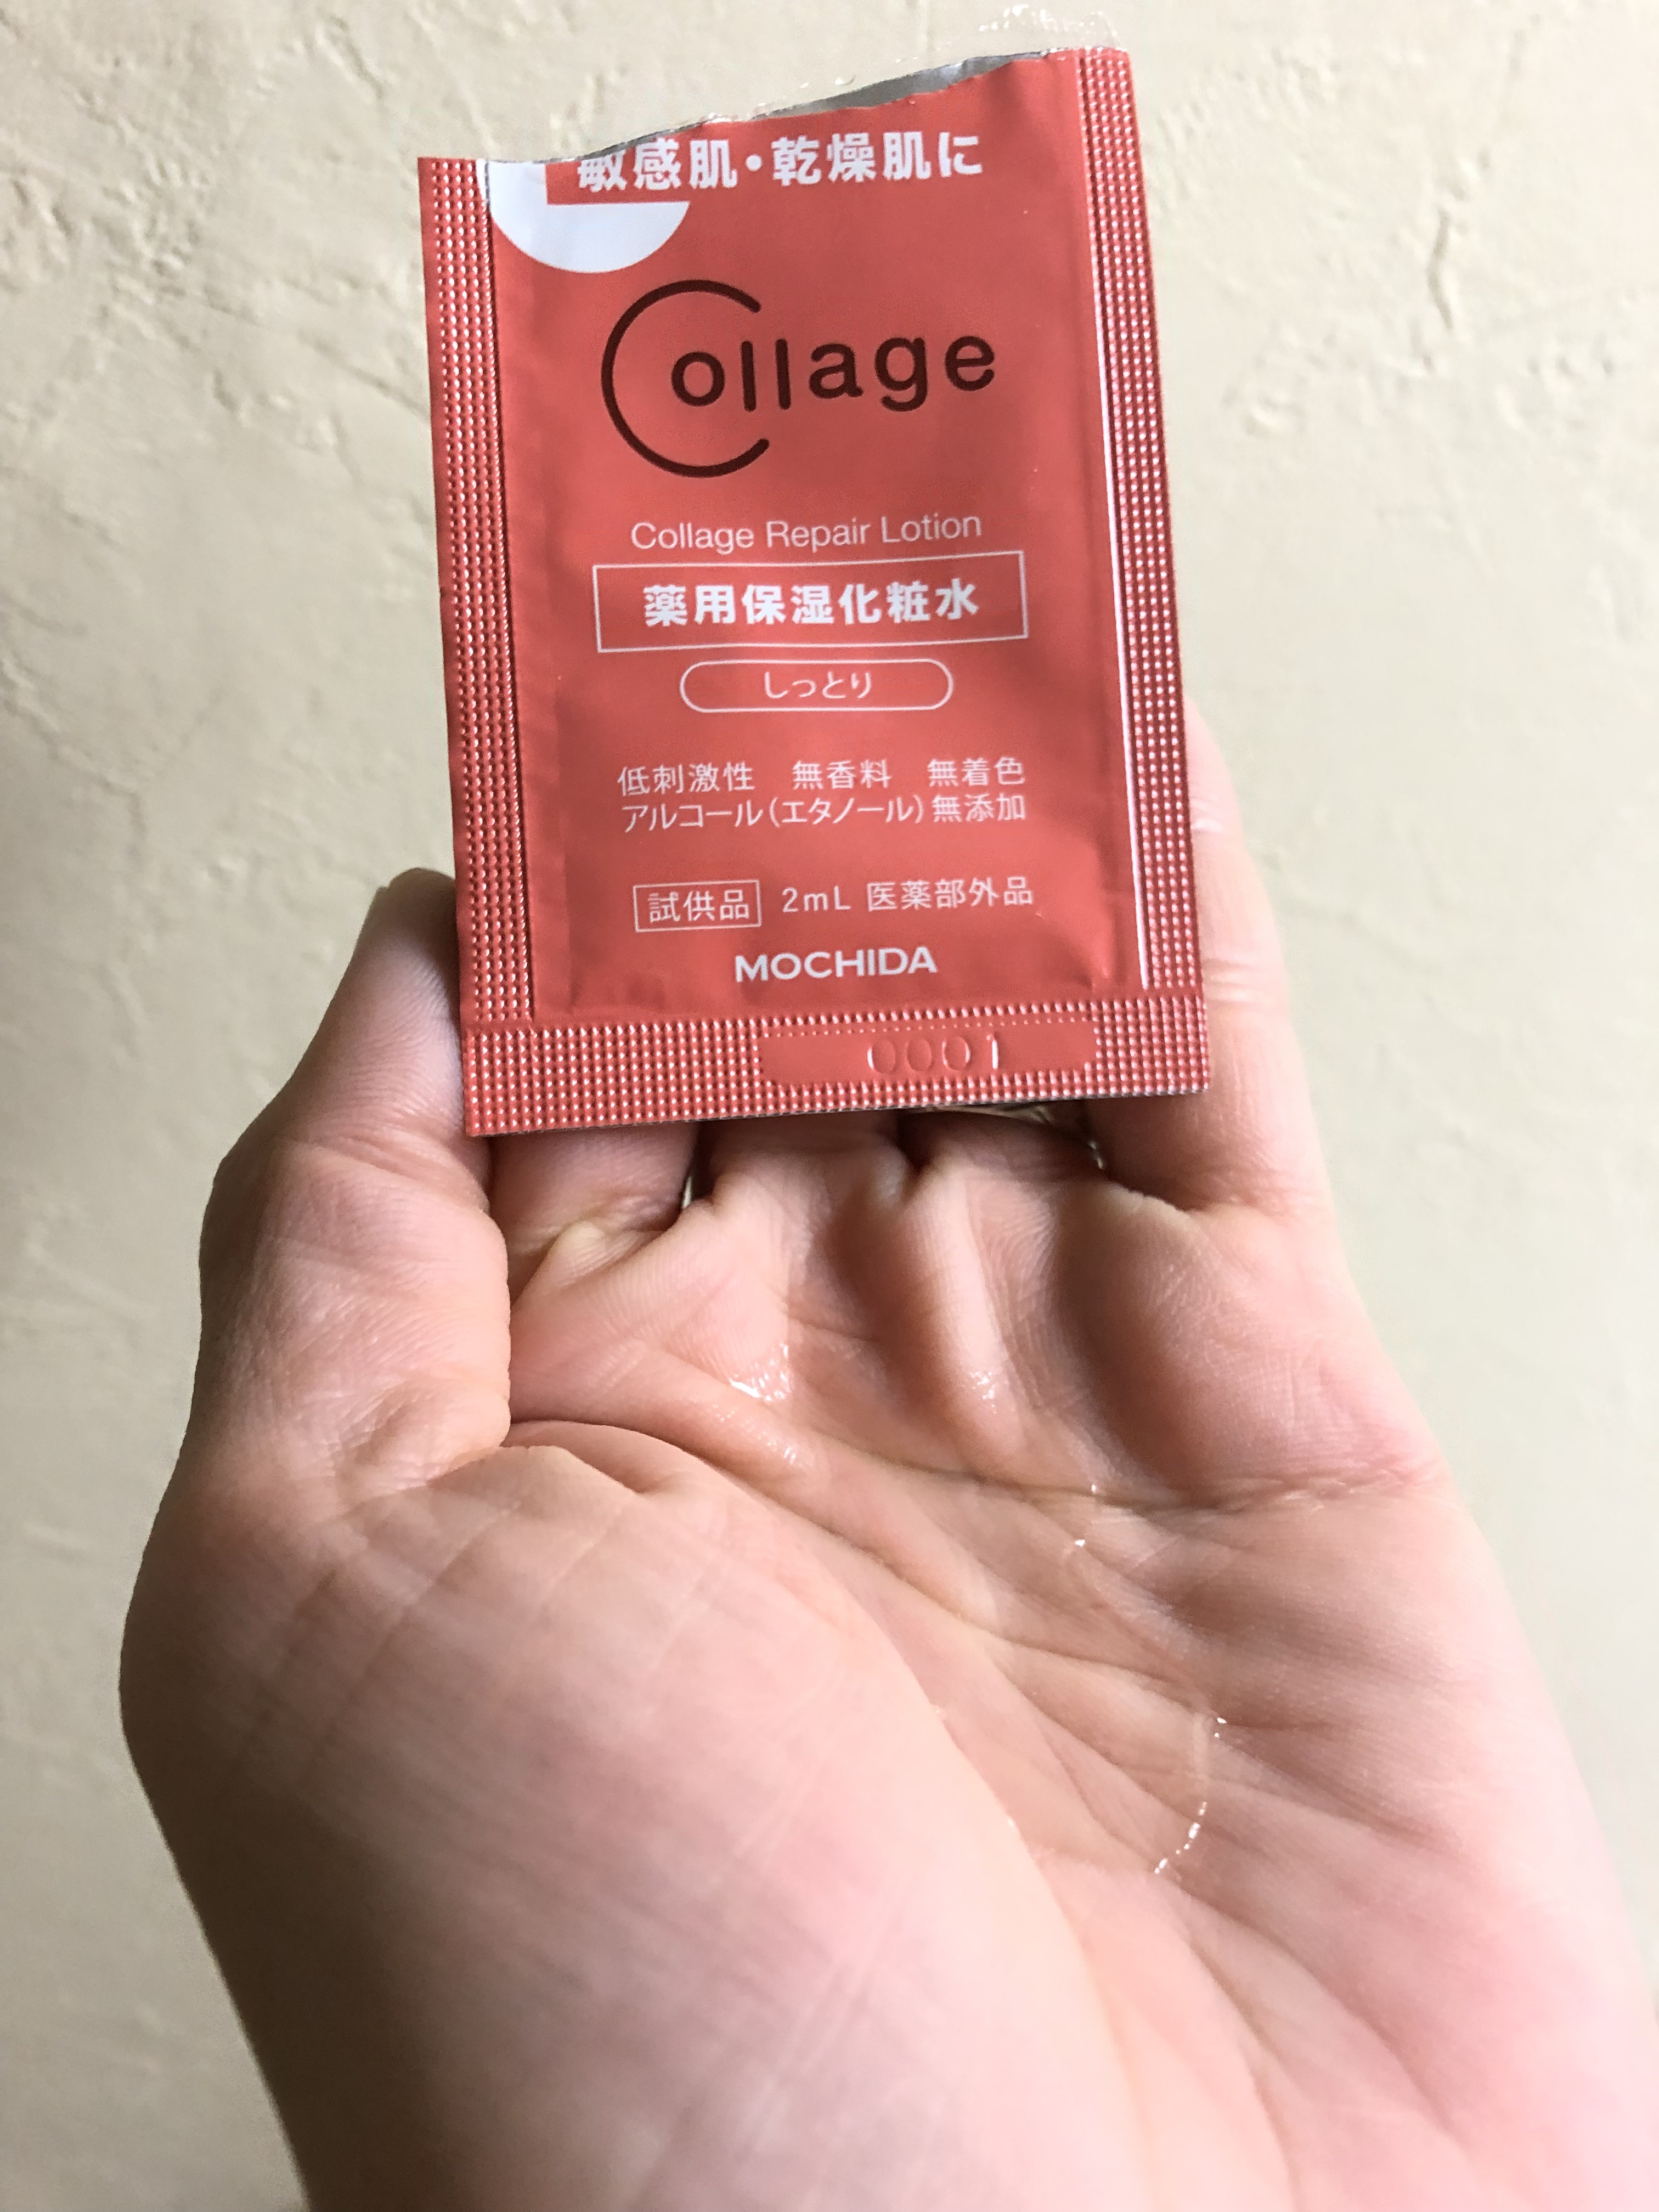 敏感肌・乾燥肌に
Collage
Collage Repair Lotion
薬用保湿化粧水
しっとり
低刺激性 無香料 無着色
アルコール(エタノール)無添加
試供品 2mL 医薬部外品
MOCHIDA
0001